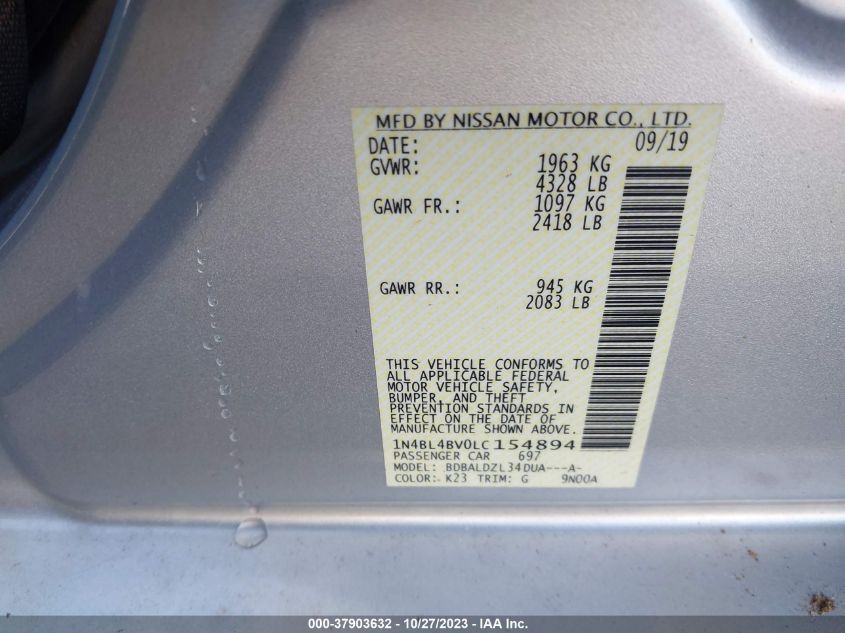 MFD BY NISSAN MOTOR CO., LTD.
DATE: 09/19
GVWR: 1963 KG
4328 LB
GAWR FR.: 1097 KG
2418 LB
GAWR RR.: 945 KG
2083 LB
THIS VEHICLE CONFORMS TO
ALL APPLICABLE FEDERAL
MOTOR VEHICLE SAFETY,
BUMPER, AND THEFT
PREVENTION STANDARDS IN
EFFECT ON THE DATE OF
MANUFACTURE SHOWN ABOVE.
1N4BL4BV0LC154894
PASSENGER CAR 697
MODEL: BDBALDZL34DUA---A-
COLOR: K23 TRIM: G 9N00A
000-37903632 - 10/27/2023 - IAA Inc.